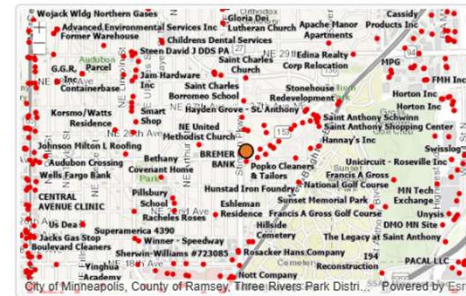 Wojack Wldg Northern Gases
Gloria Dei
Lutheran Church
Orthodox
Cassidy
Products Inc
Advanced Environmental Services Inc
Former Warehouse
Apache Manor
Apartments
Childrens Dental Services
Steen David J DDS PA
Saint Charles
Church
Edina Realty
Corp Relocation
Audubon
Parcel
G.G.R.
Inc
Containerbase
Jam Hardware
Inc
MPG
FMH Inc
Saint Charles
Borromeo School
Stonehouse
Redevelopment
Horton Inc
Horton Inc
Korsmo/Watts
Residence
Smart
Shop
Hayden Grove - St. Anthony
Saint Anthony Schwinn
Saint Anthony Shopping Center
NE United
Methodist Church
153
Hannay's Inc
Swisslog
Johnson Milton L Roofing
Audubon Crossing
Wells Fargo Bank
Bethany
Covenant Home
Park
BREMER
BANK
Popko Cleaners
& Tailors
Unicircuit - Roseville Inc
Sunset
Francis A Gross
National Golf Course
Hunstad Iron Foundry
MN Tech
Exchange
Pillsbury
School
CENTRAL
AVENUE CLINIC
Eshleman
Residence
Sunset Memorial Park
Francis A Gross Golf Course
Unysis
Rachelles Roses
Us Dea
DMO MN Site
Superamerica 4390
Hillside
Cemetery
The Legacy at Saint Anthony
Jacks Gas Stop
Boulevard Cleaners
Winner - Speedway
Sherwin-Williams #723085
Rosacker Hans Company
I94
Reconstruction
PACAL LLC
Yinghua
Academy
Nott Company
City of Minneapolis, County of Ramsey, Three Rivers Park Distri...
Powered by Esri